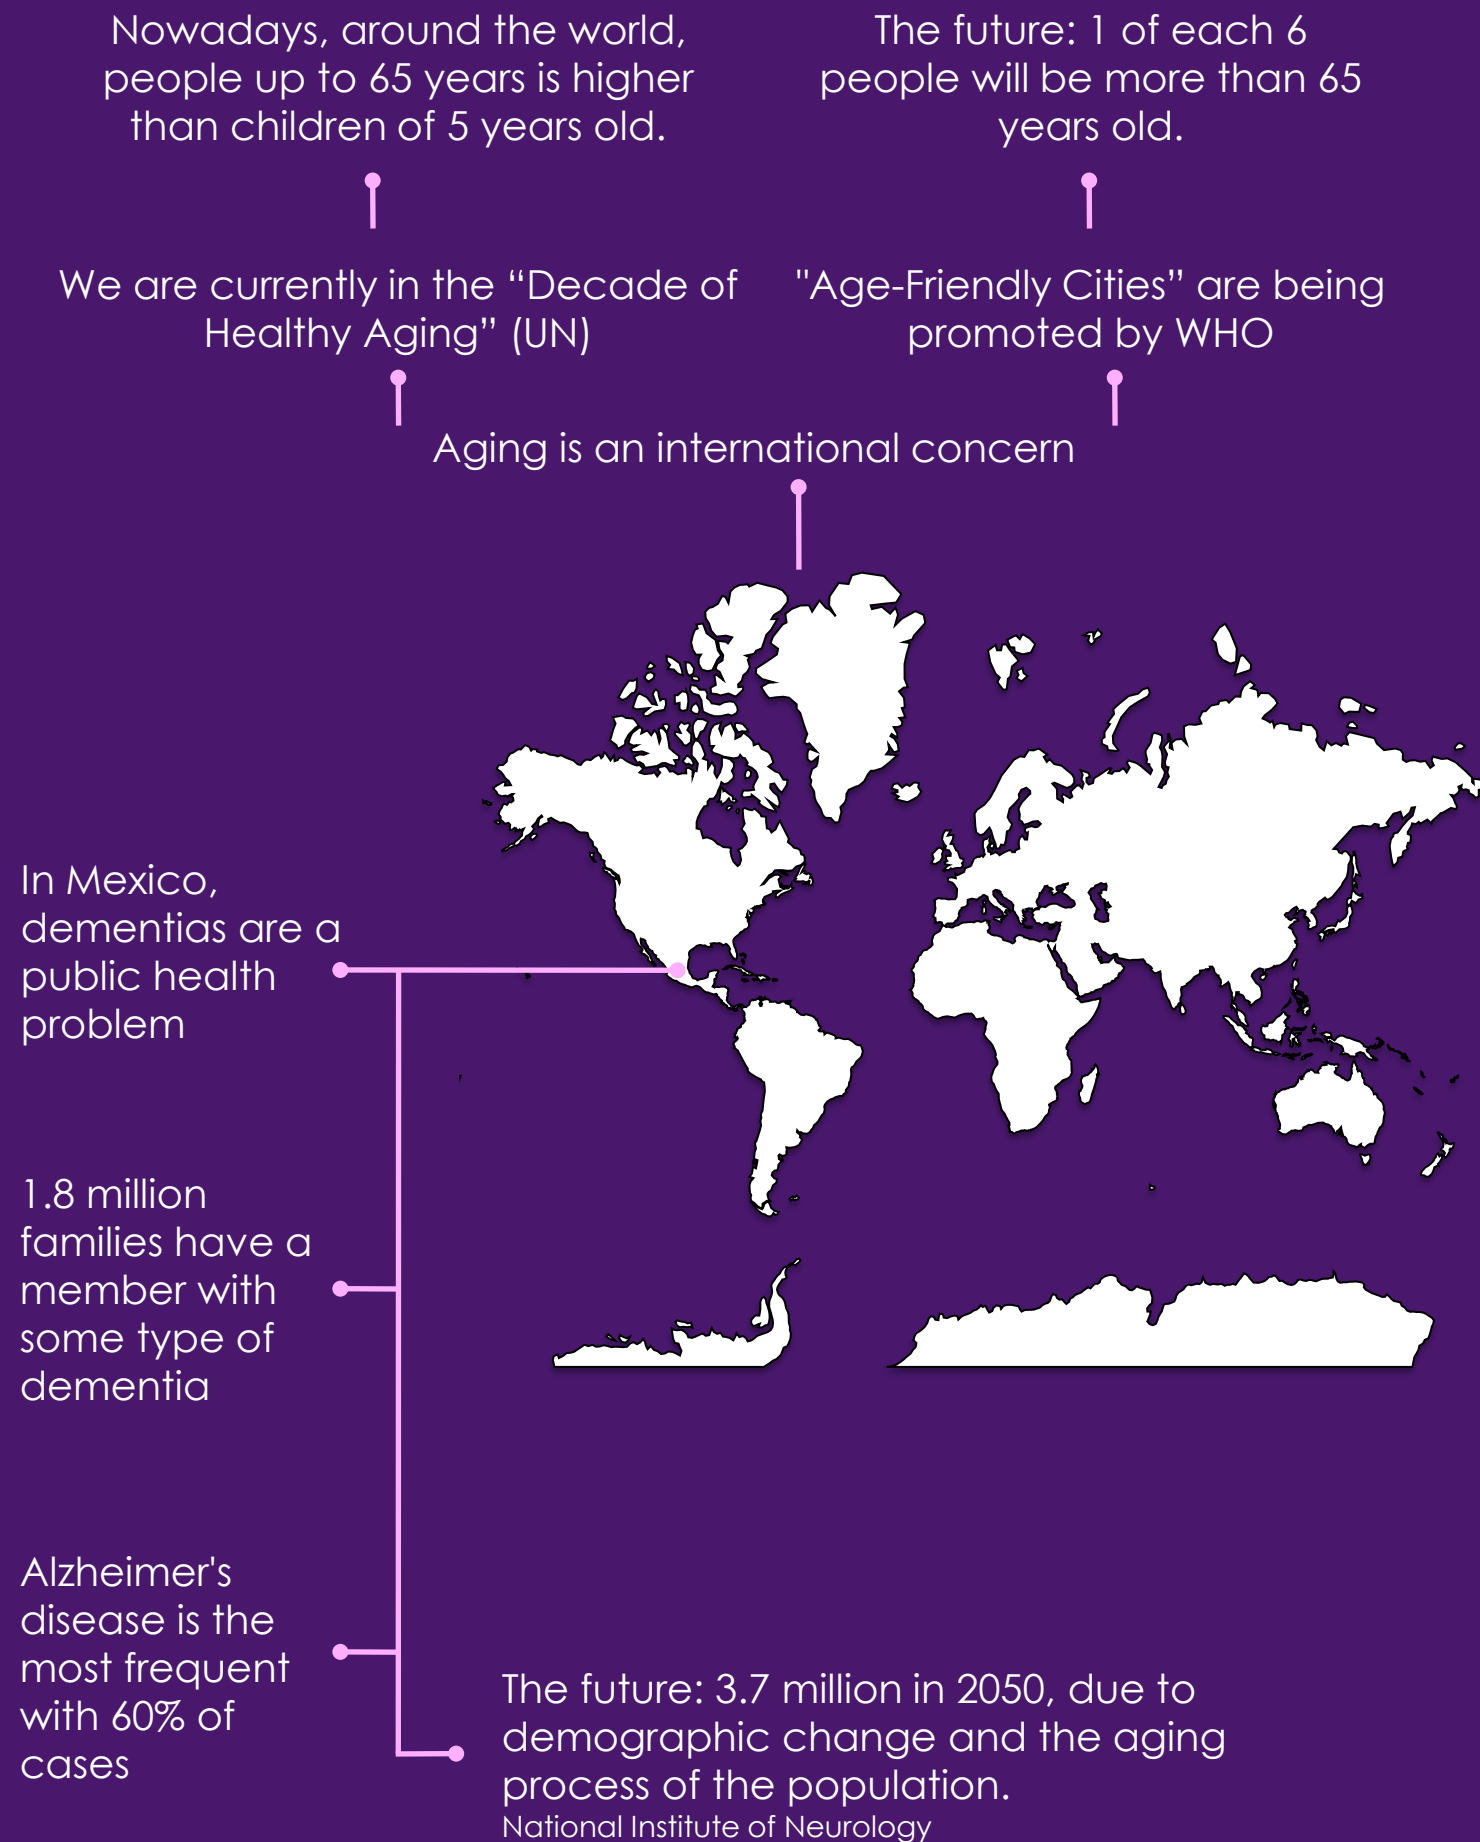 Nowadays, around the world,
people up to 65 years is higher
than children of 5 years old.
The future: 1 of each 6
people will be more than 65
years old.
We are currently in the “Decade of
Healthy Aging” (UN)
"Age-Friendly Cities” are being
promoted by WHO
Aging is an international concern
In Mexico,
dementias are a
public health
problem
1.8 million
families have a
member with
some type of
dementia
Alzheimer's
disease is the
most frequent
with 60% of
cases
The future: 3.7 million in 2050, due to
demographic change and the aging
process of the population.
National Institute of Neurology